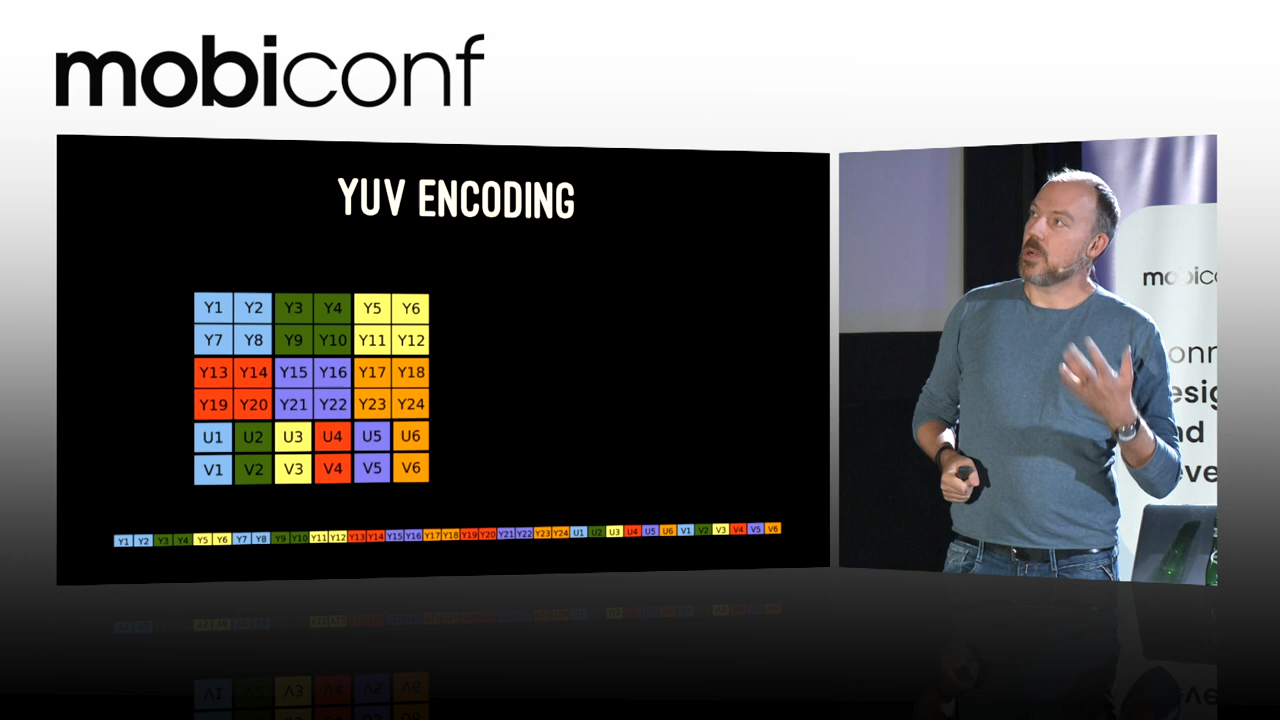 mobiconf
YUV ENCODING
Y1 Y2 Y3 Y4 Y5 Y6
Y7 Y8 Y9 Y10 Y11 Y12
Y13 Y14 Y15 Y16 Y17 Y18
Y19 Y20 Y21 Y22 Y23 Y24
U1 U2 U3 U4 U5 U6
V1 V2 V3 V4 V5 V6
Y1 Y2 Y3 Y4 Y5 Y6 Y7 Y8 Y9 Y10 Y11 Y12 Y13 Y14 Y15 Y16 Y17 Y18 Y19 Y20 Y21 Y22 Y23 Y24 U1 U2 U3 U4 U5 U6 V1 V2 V3 V4 V5 V6